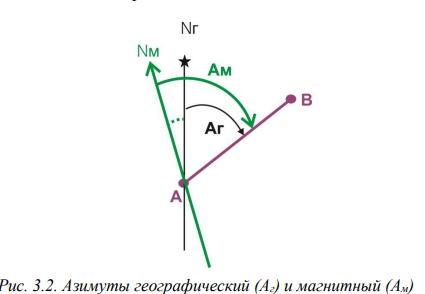 Nг
Nм
Ам
В
Аг
А
Рис. 3.2. Азимуты географический (Аг) и магнитный (Ам)